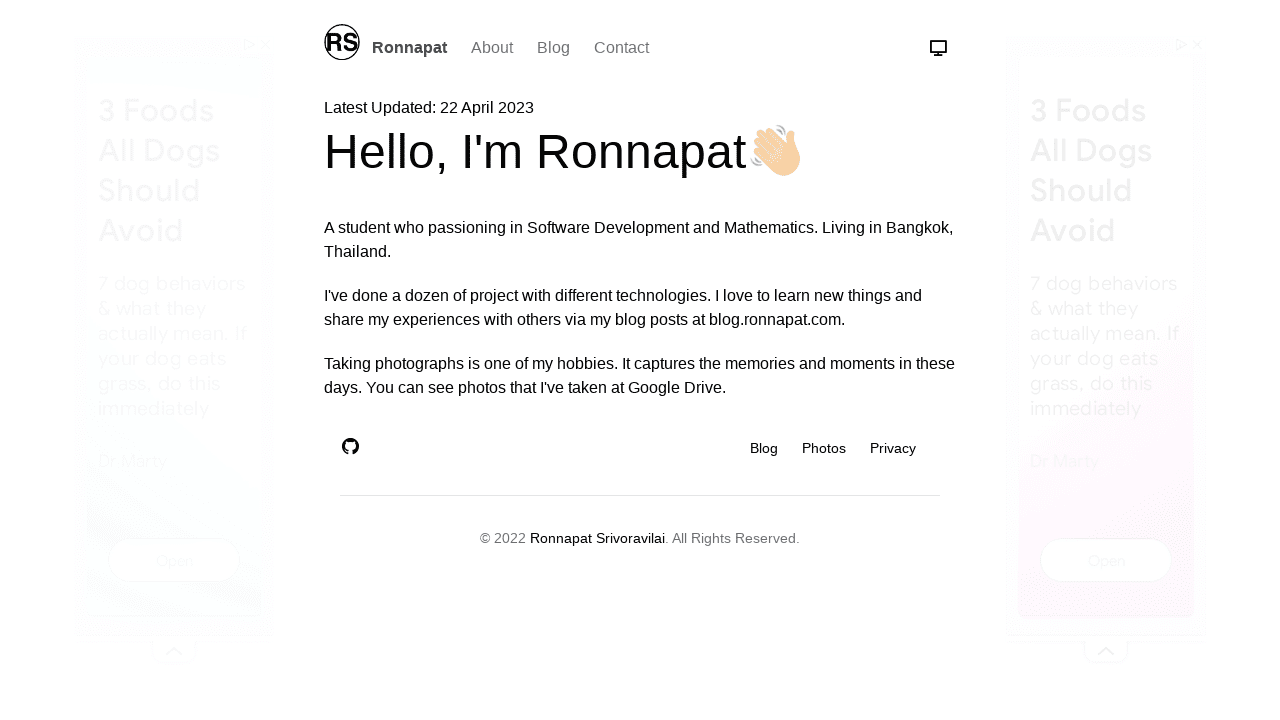 RS
Ronnapat About Blog Contact
Latest Updated: 22 April 2023
Hello, I'm Ronnapat
A student who passioning in Software Development and Mathematics. Living in Bangkok,
Thailand.
I've done a dozen of project with different technologies. I love to learn new things and
share my experiences with others via my blog posts at blog.ronnapat.com.
Taking photographs is one of my hobbies. It captures the memories and moments in these
days. You can see photos that I've taken at Google Drive.
Blog Photos Privacy
© 2022 Ronnapat Srivoravilai. All Rights Reserved.
3 Foods
All Dogs
Should
Avoid
7 dog behaviors
& what they
actually mean. If
your dog eats
grass, do this
immediately
Dr Marty
Open
3 Foods
All Dogs
Should
Avoid
7 dog behaviors
& what they
actually mean. If
your dog eats
grass, do this
immediately
Dr Marty
Open